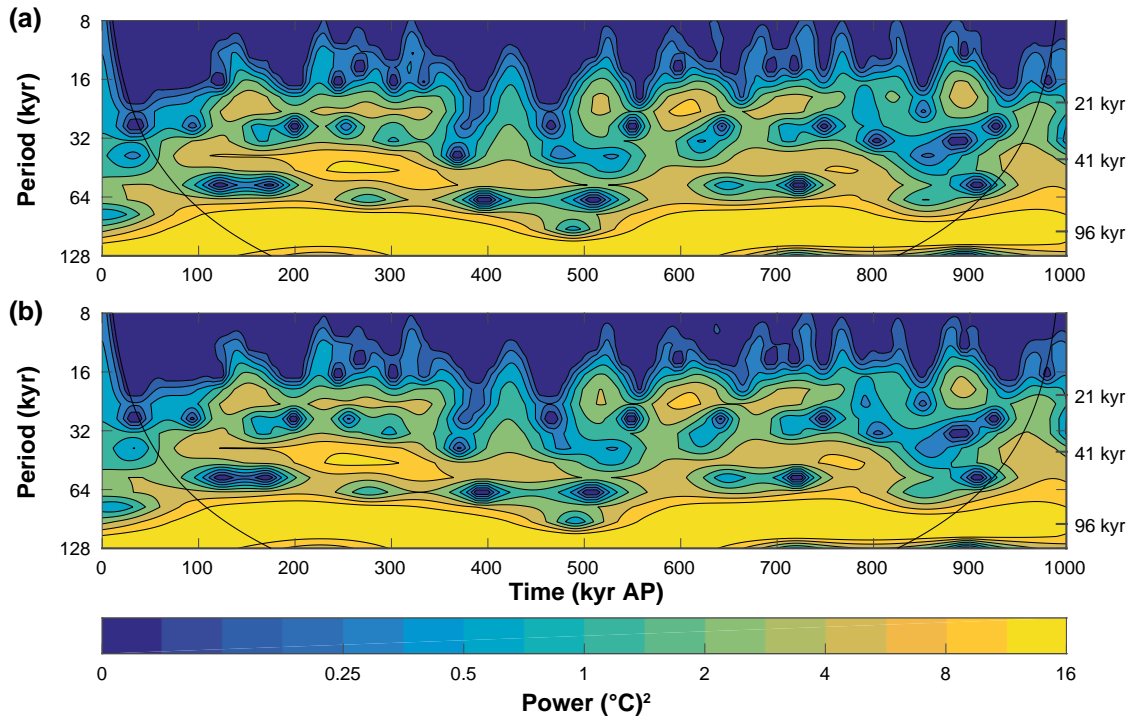 (a)
Period (kyr)
8
16
32
64
128
21 kyr
41 kyr
96 kyr
0 100 200 300 400 500 600 700 800 900 1000
(b)
Period (kyr)
8
16
32
64
128
21 kyr
41 kyr
96 kyr
0 100 200 300 400 500 600 700 800 900 1000
Time (kyr AP)
0 0.25 0.5 1 2 4 8 16
Power (°C)²